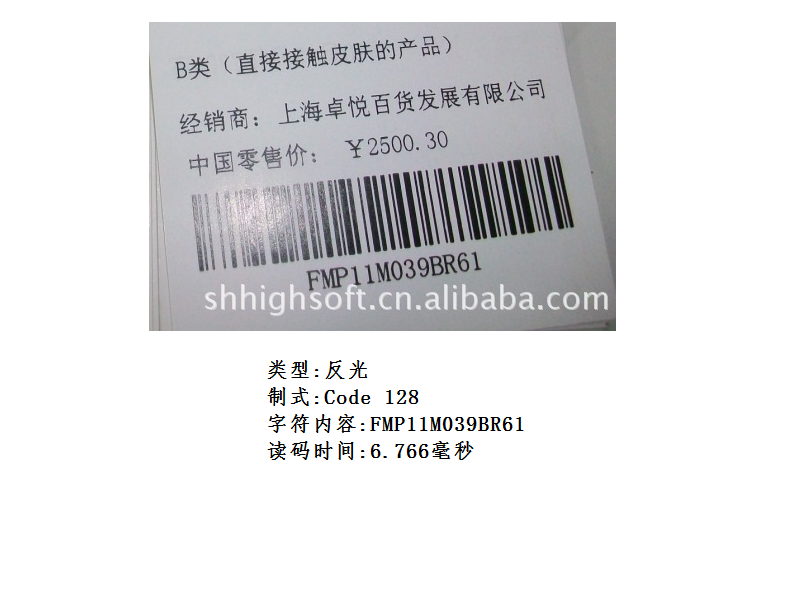 B类（直接接触皮肤的产品）
经销商：上海卓悦百货发展有限公司
中国零售价： ￥2500.30
FMP11M039BR61
shhighsoft.cn.alibaba.com
类型:反光
制式:Code 128
字符内容:FMP11M039BR61
读码时间:6.766毫秒